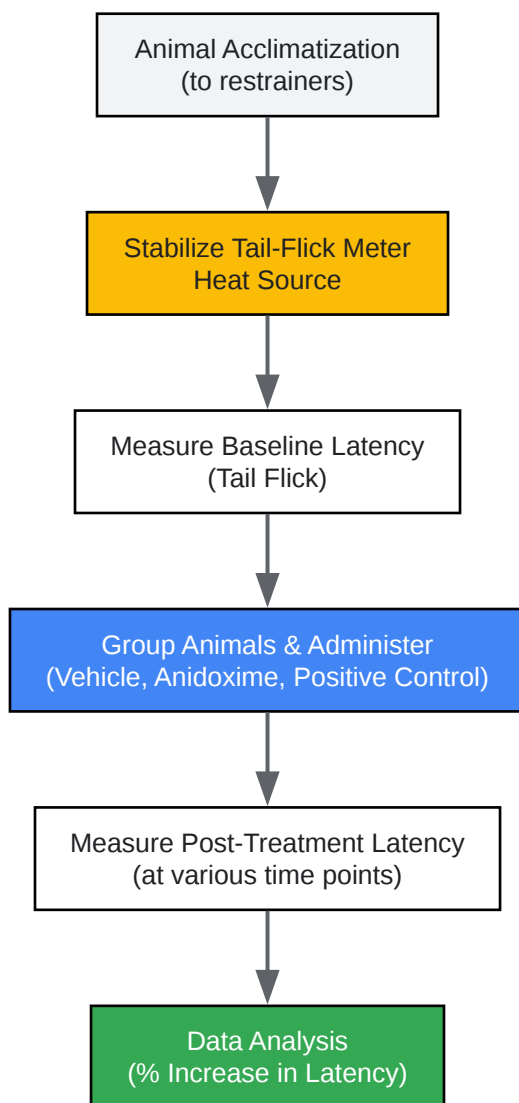 Animal Acclimatization
(to restrainers)
Stabilize Tail-Flick Meter
Heat Source
Measure Baseline Latency
(Tail Flick)
Group Animals & Administer
(Vehicle, Anidoxime, Positive Control)
Measure Post-Treatment Latency
(at various time points)
Data Analysis
(% Increase in Latency)